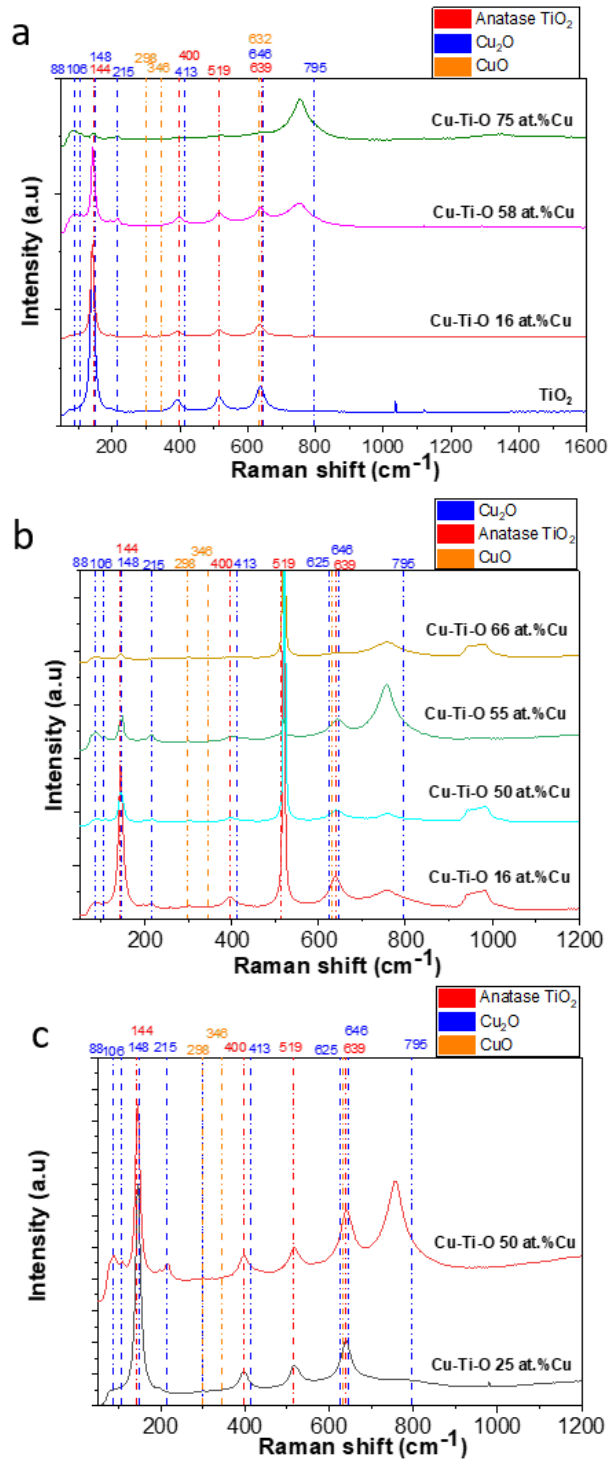 a
Anatase TiO₂
Cu₂O
CuO
632
298 400 646
148 346
88 106 144 215 413 519 639 795
Cu-Ti-O 75 at.%Cu
Cu-Ti-O 58 at.%Cu
Cu-Ti-O 16 at.%Cu
TiO₂
Intensity (a.u)
200 400 600 800 1000 1200 1400 1600
Raman shift (cm⁻¹)
b
Cu₂O
Anatase TiO₂
CuO
144 346 646
88 106 148 215 298 400 413 519 625 639 795
Cu-Ti-O 66 at.%Cu
Cu-Ti-O 55 at.%Cu
Cu-Ti-O 50 at.%Cu
Cu-Ti-O 16 at.%Cu
Intensity (a.u)
200 400 600 800 1000 1200
Raman shift (cm⁻¹)
c
Anatase TiO₂
Cu₂O
CuO
144 346 646
88 106 148 215 298 400 413 519 625 639 795
Cu-Ti-O 50 at.%Cu
Cu-Ti-O 25 at.%Cu
Intensity (a.u)
200 400 600 800 1000 1200
Raman shift (cm⁻¹)